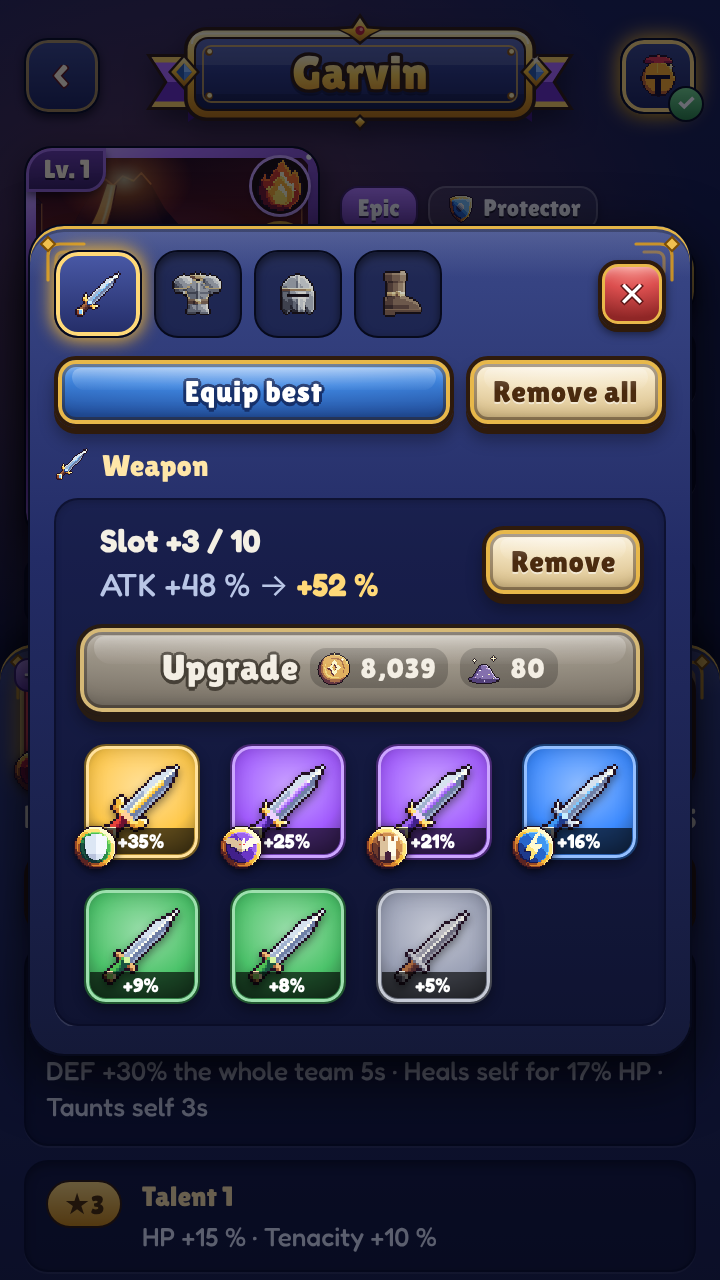 Garvin
Lv. 1
Epic
Protector
Equip best
Remove all
Weapon
Slot +3 / 10
ATK +48 % → +52 %
Remove
Upgrade 8,039 80
+35%
+25%
+21%
+16%
+9%
+8%
+5%
DEF +30% the whole team 5s · Heals self for 17% HP ·
Taunts self 3s
★3
Talent 1
HP +15 % · Tenacity +10 %